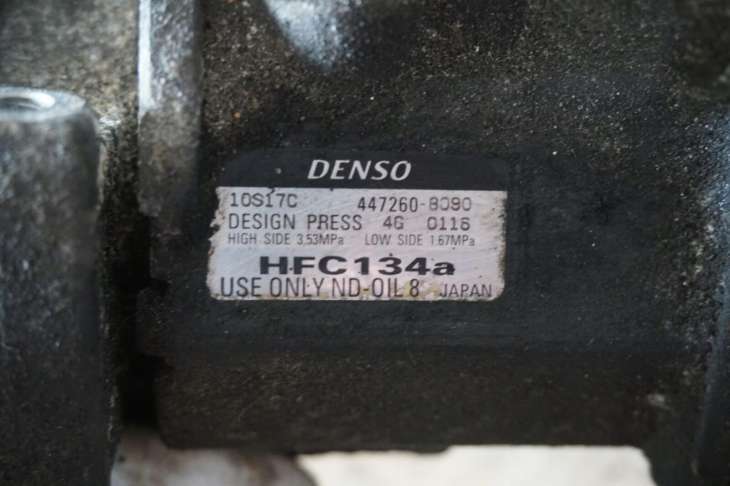 DENSO
10S17C 447260-8090
DESIGN PRESS 4G 0116
HIGH SIDE 3.53MPa LOW SIDE 1.67MPa
HFC134a
USE ONLY ND-OIL 8 JAPAN